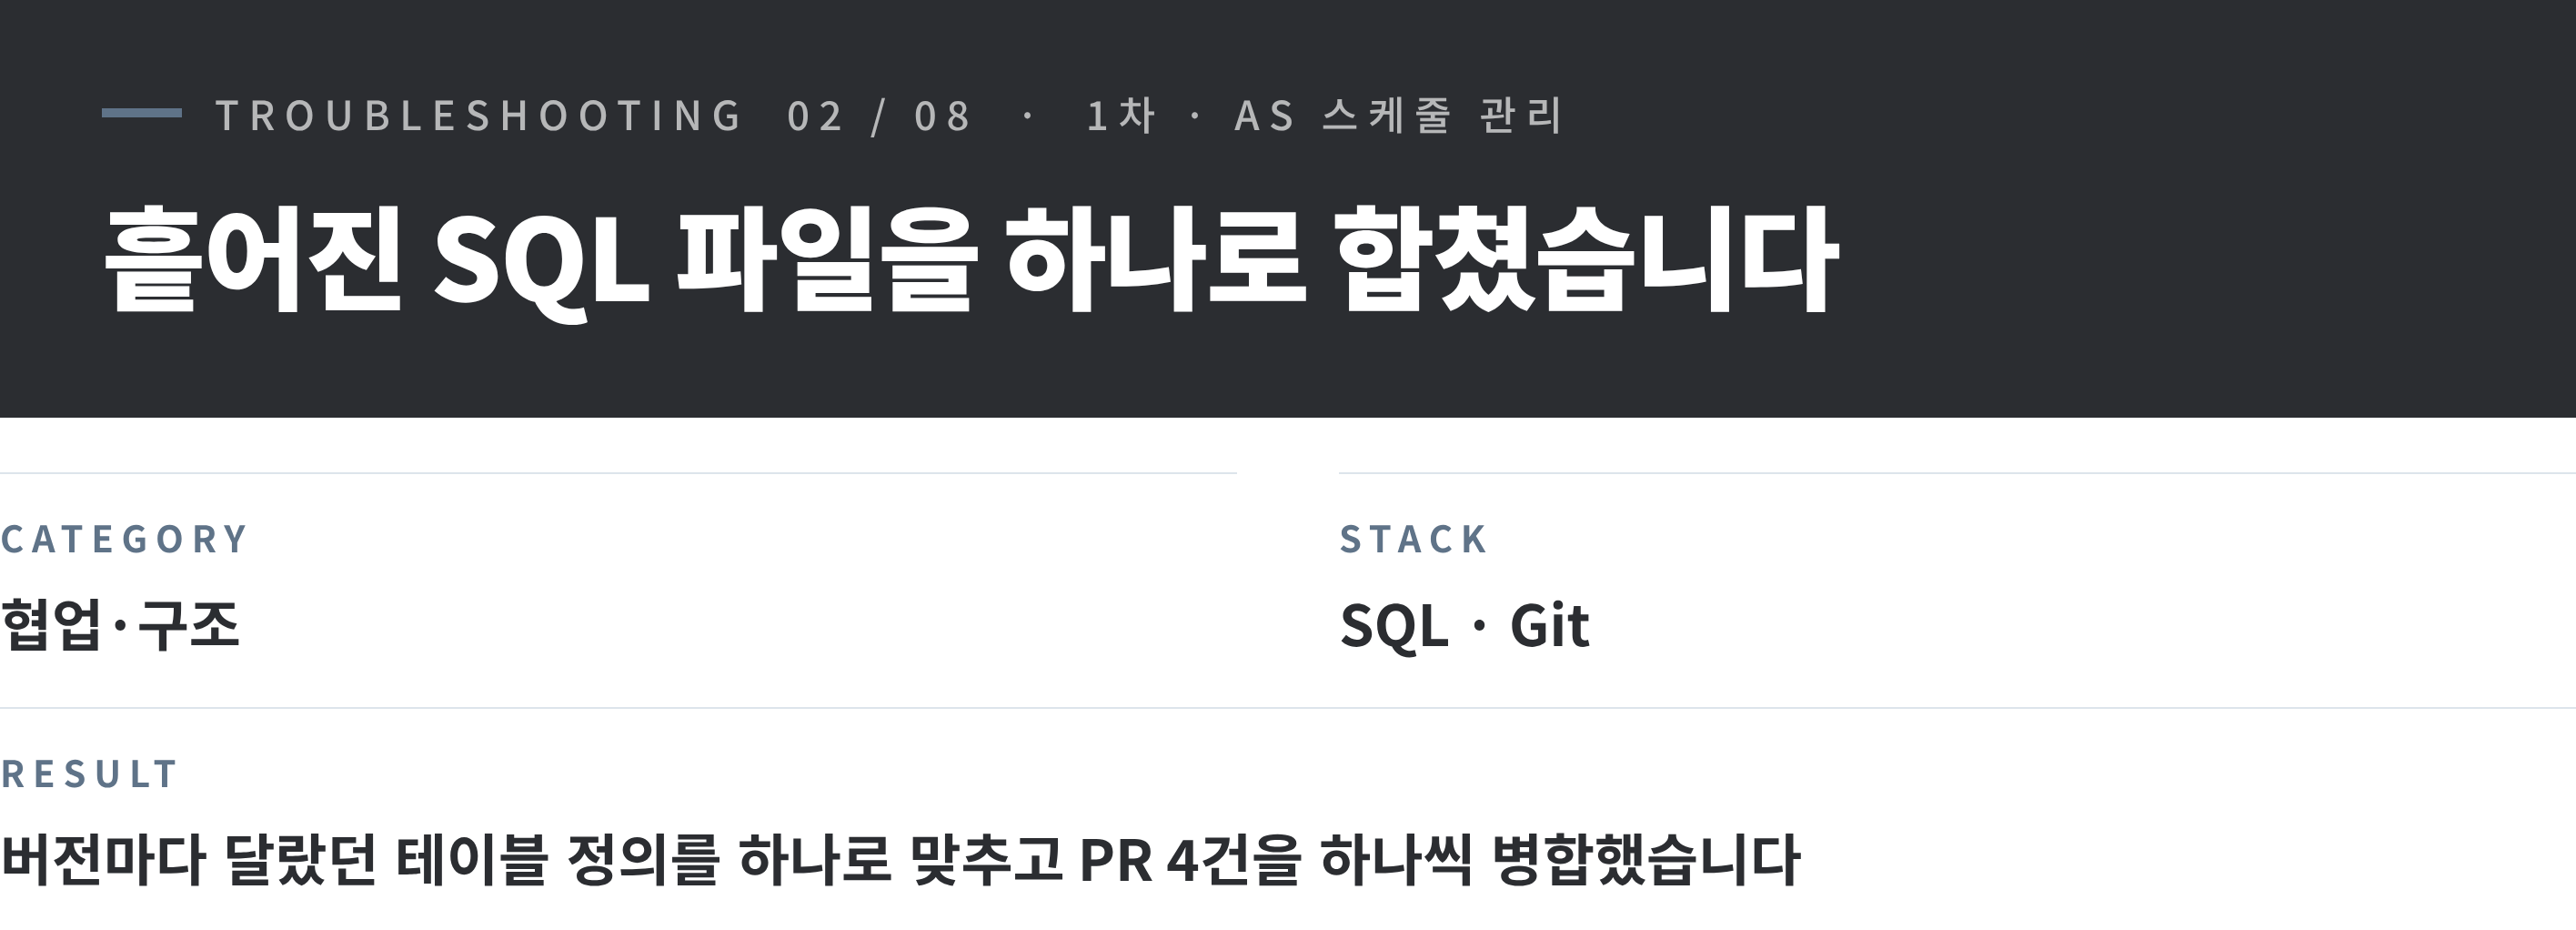 TROUBLESHOOTING 02 / 08 · 1차 · AS 스케줄 관리
흩어진 SQL 파일을 하나로 합쳤습니다
CATEGORY
협업·구조
STACK
SQL · Git
RESULT
버전마다 달랐던 테이블 정의를 하나로 맞추고 PR 4건을 하나씩 병합했습니다